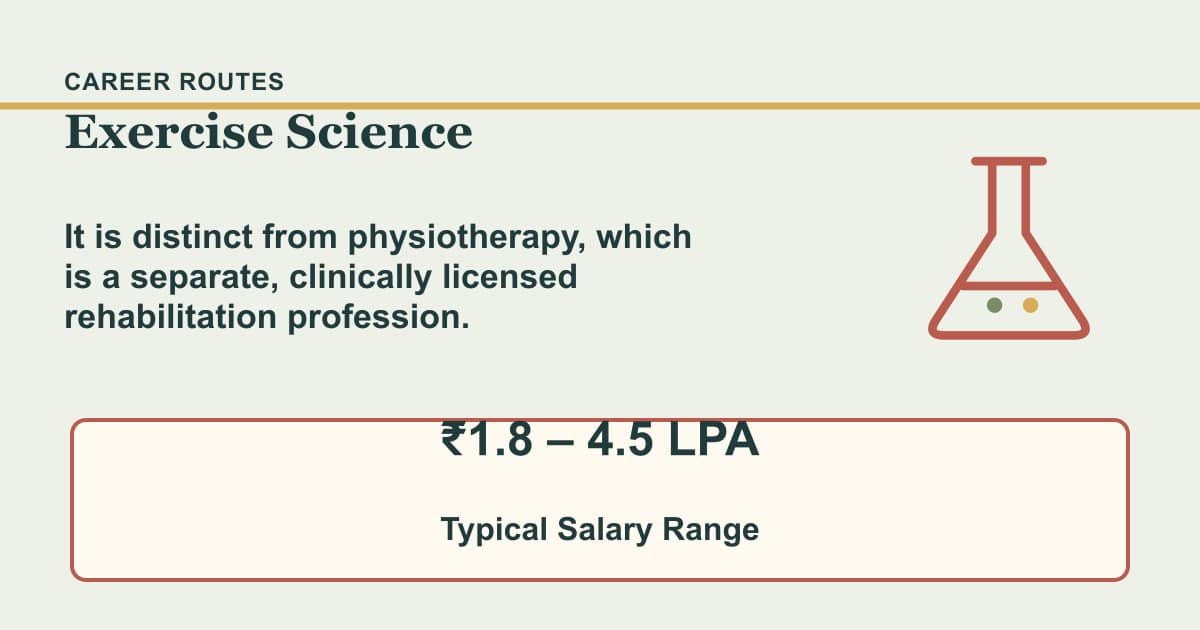 CAREER ROUTES
Exercise Science
It is distinct from physiotherapy, which
is a separate, clinically licensed
rehabilitation profession.
₹1.8 – 4.5 LPA
Typical Salary Range